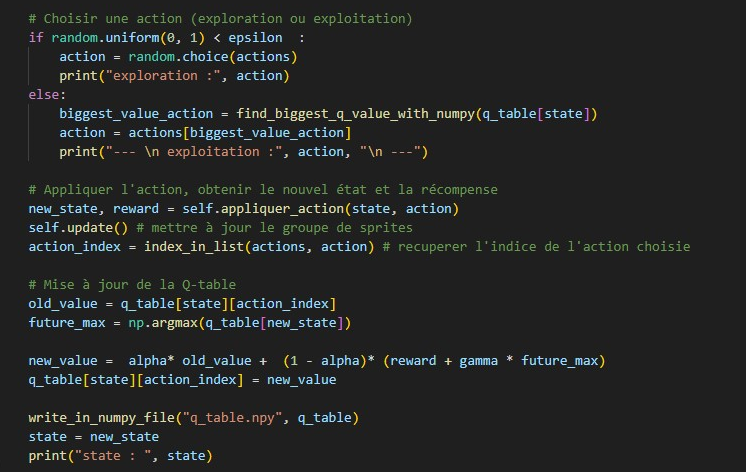 # Choisir une action (exploration ou exploitation)
if random.uniform(0, 1) < epsilon  :
    action = random.choice(actions)
    print("exploration :", action)
else:
    biggest_value_action = find_biggest_q_value_with_numpy(q_table[state])
    action = actions[biggest_value_action]
    print("--- \n exploitation :", action, "\n ---")

# Appliquer l'action, obtenir le nouvel état et la récompense
new_state, reward = self.appliquer_action(state, action)
self.update() # mettre à jour le groupe de sprites
action_index = index_in_list(actions, action) # recuperer l'indice de l'action choisie

# Mise à jour de la Q-table
old_value = q_table[state][action_index]
future_max = np.argmax(q_table[new_state])

new_value =  alpha* old_value +  (1 - alpha)* (reward + gamma * future_max)
q_table[state][action_index] = new_value

write_in_numpy_file("q_table.npy", q_table)
state = new_state
print("state : ", state)